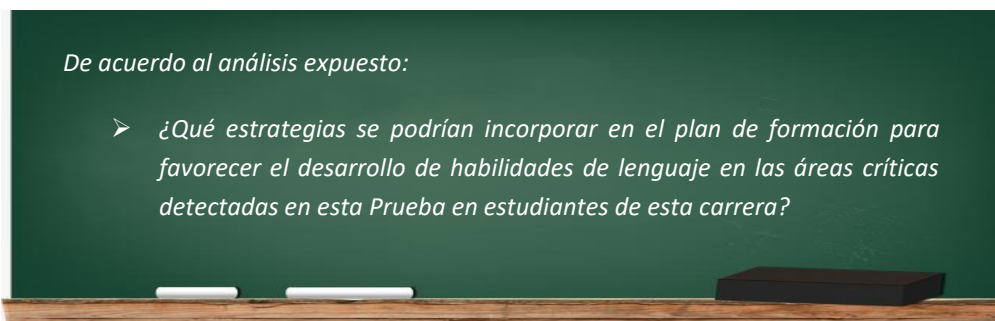 De acuerdo al análisis expuesto:
➢ ¿Qué estrategias se podrían incorporar en el plan de formación para
favorecer el desarrollo de habilidades de lenguaje en las áreas críticas
detectadas en esta Prueba en estudiantes de esta carrera?